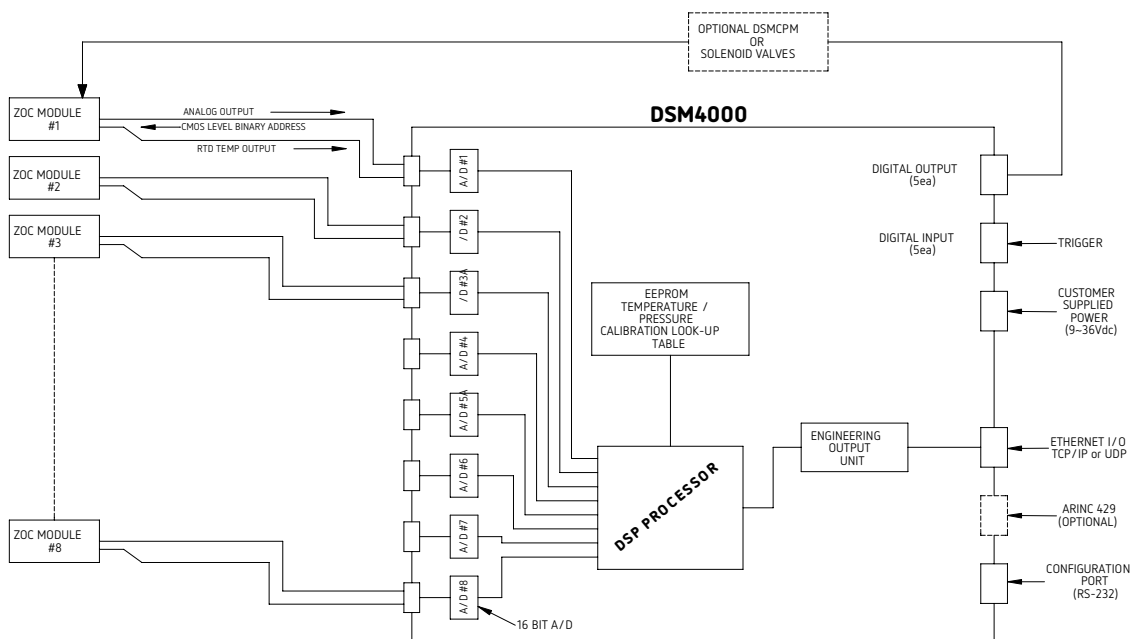 OPTIONAL DSMCPM
OR
SOLENOID VALVES
ZOC MODULE
#1
ANALOG OUTPUT
CMOS LEVEL BINARY ADDRESS
RTD TEMP OUTPUT
DSM4000
ZOC MODULE
#2
ZOC MODULE
#3
ZOC MODULE
#8
A/D #1
/D #2
/D #3A
A/D #4
A/D #5A
A/D #6
A/D #7
A/D #8
16 BIT A/D
EEPROM
TEMPERATURE /
PRESSURE
CALIBRATION LOOK-UP
TABLE
DSP PROCESSOR
ENGINEERING
OUTPUT
UNIT
DIGITAL OUTPUT
(5ea)
DIGITAL INPUT
(5ea)
TRIGGER
CUSTOMER
SUPPLIED
POWER
(9~36Vdc)
ETHERNET I/O
TCP/IP or UDP
ARINC 429
(OPTIONAL)
CONFIGURATION
PORT
(RS-232)